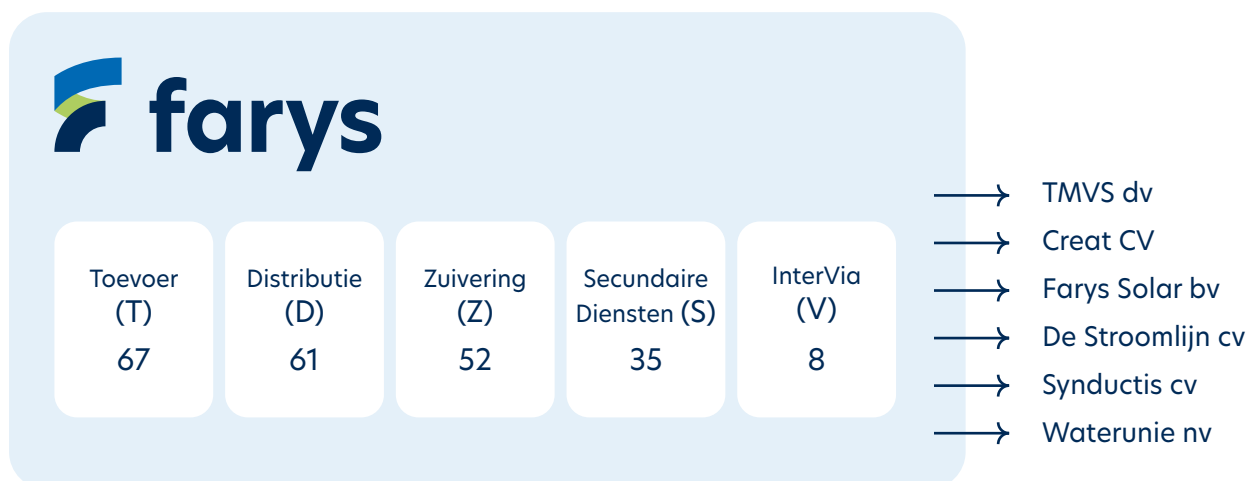 farys
Toevoer
(T)
67
Distributie
(D)
61
Zuivering
(Z)
52
Secundaire
Diensten (S)
35
InterVia
(V)
8
TMVS dv
Creat CV
Farys Solar bv
De Stroomlijn cv
Synductis cv
Waterunie nv